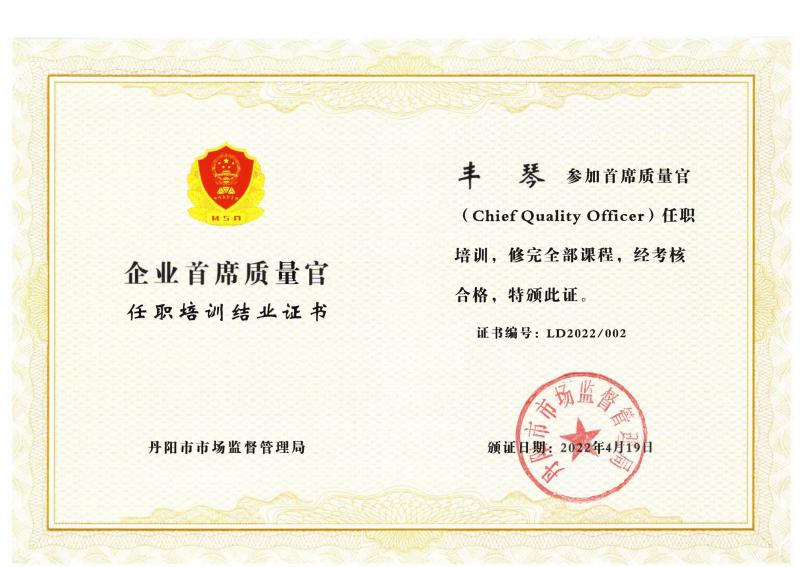 MSA
企业首席质量官
任职培训结业证书
丹阳市市场监督管理局
丰 琴 参加首席质量官
（Chief Quality Officer）任职
培训，修完全部课程，经考核
合格，特颁此证。
证书编号：LD2022/002
颁证日期：2022年4月19日
丹阳市市场监督管理局